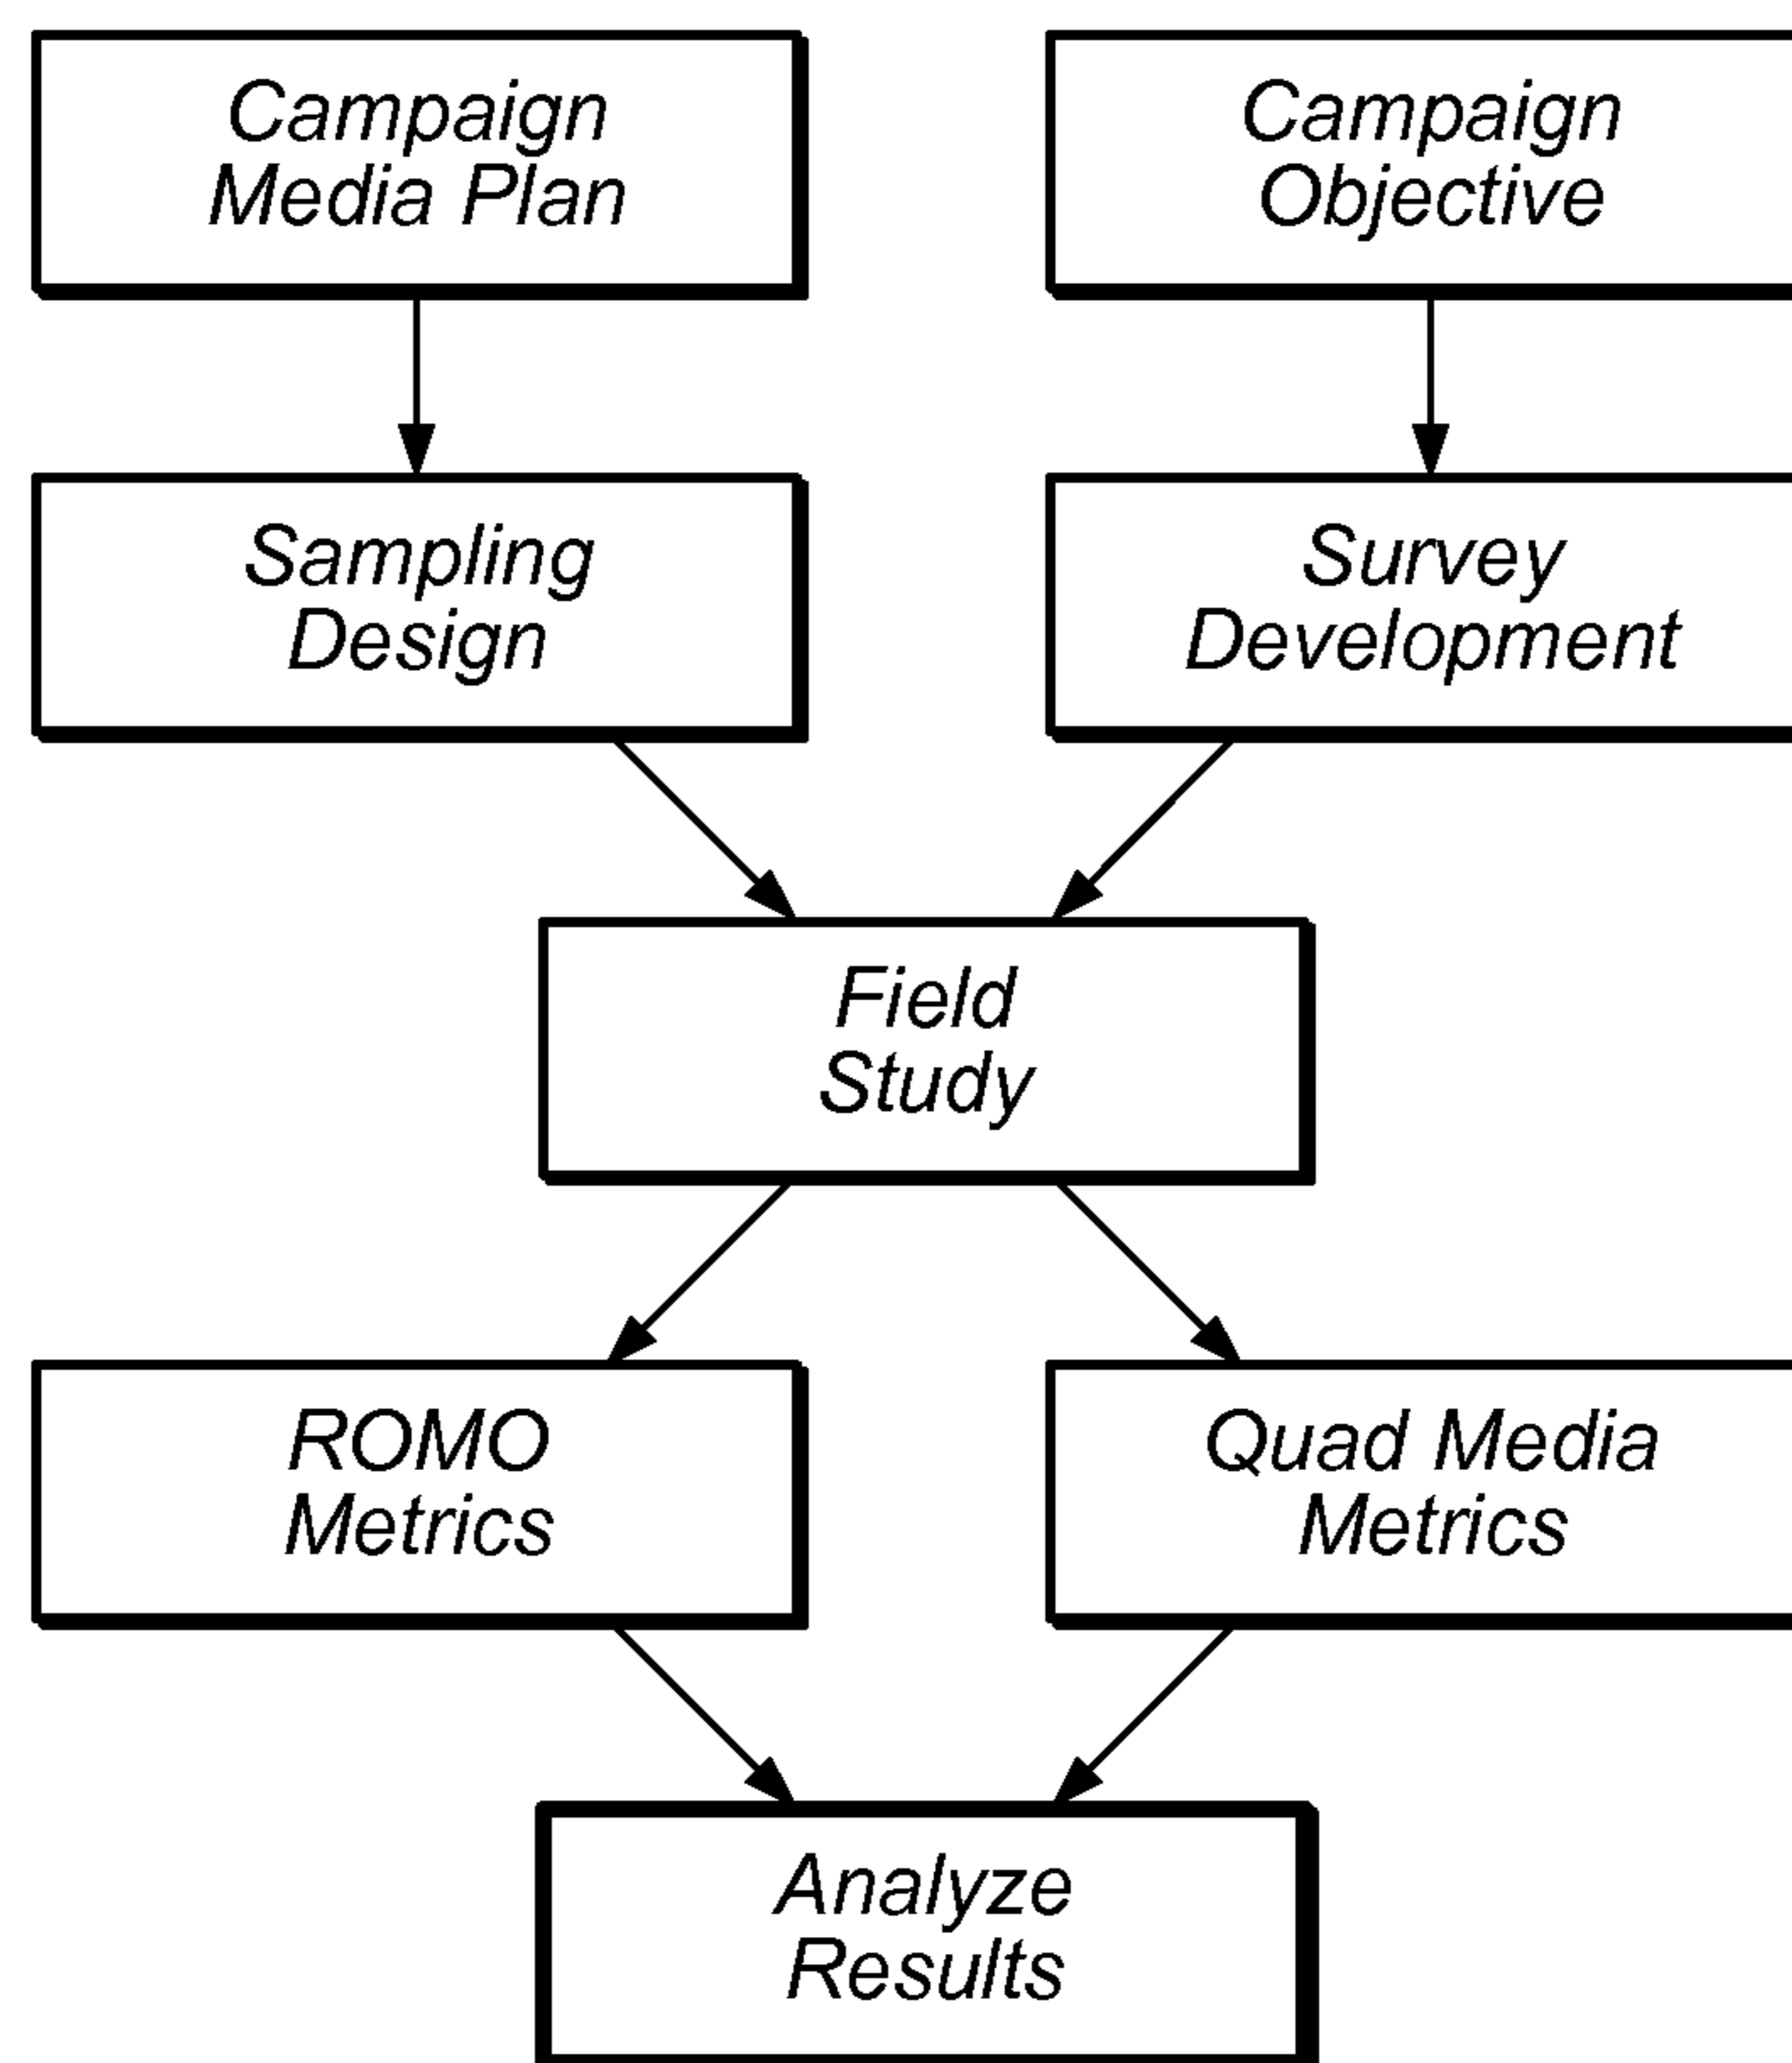 Campaign
Media Plan
Campaign
Objective
Sampling
Design
Survey
Development
Field
Study
ROMO
Metrics
Quad Media
Metrics
Analyze
Results